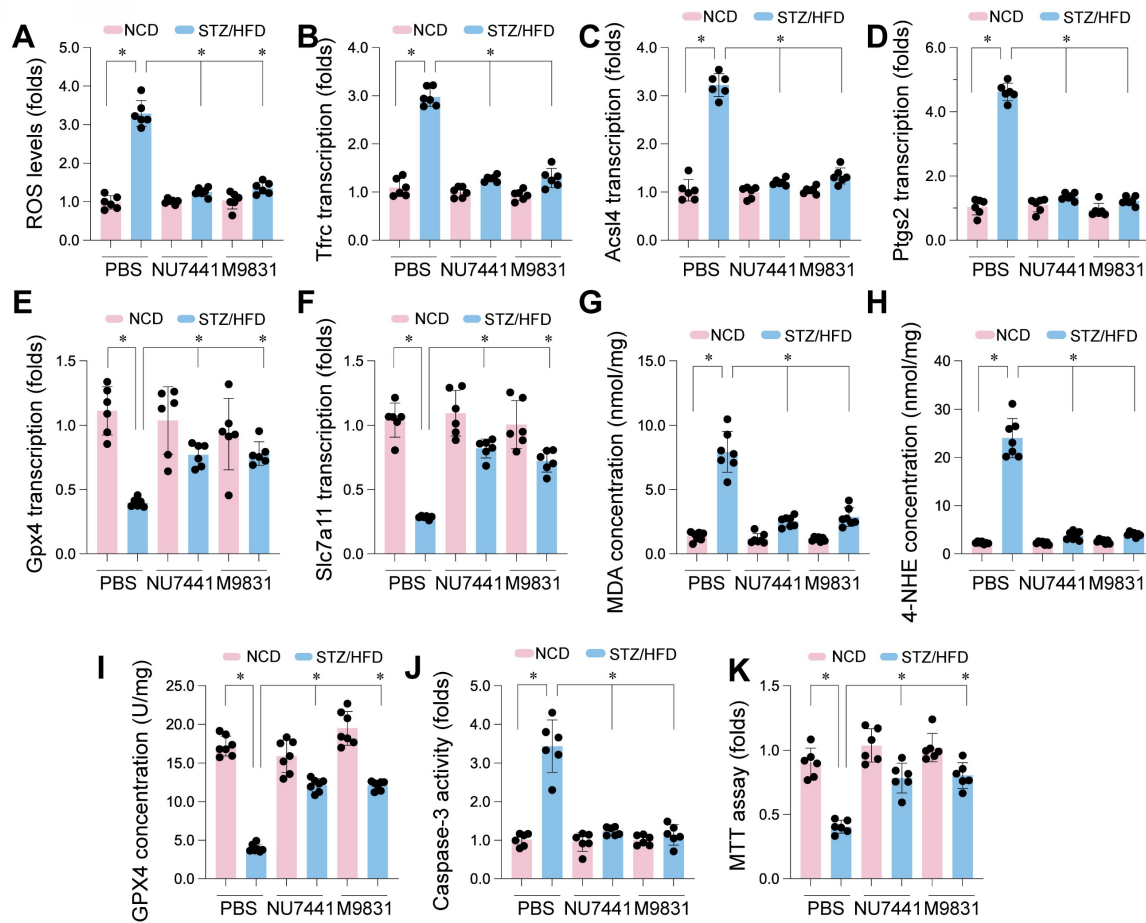 A
NCD STZ/HFD
* * *
ROS levels (folds)
5.0
4.0
3.0
2.0
1.0
0.0
PBS NU7441 M9831
B
NCD STZ/HFD
* *
Tfrc transcription (folds)
4.0
3.0
2.0
1.0
0.0
PBS NU7441 M9831
C
NCD STZ/HFD
* *
Acsl4 transcription (folds)
4.0
3.0
2.0
1.0
0.0
PBS NU7441 M9831
D
NCD STZ/HFD
* *
Ptgs2 transcription (folds)
6.0
4.0
2.0
0.0
PBS NU7441 M9831
E
NCD STZ/HFD
* * *
Gpx4 transcription (folds)
1.5
1.0
0.5
0.0
PBS NU7441 M9831
F
NCD STZ/HFD
* * *
Slc7a11 transcription (folds)
1.5
1.0
0.5
0.0
PBS NU7441 M9831
G
NCD STZ/HFD
* *
MDA concentration (nmol/mg)
15.0
10.0
5.0
0.0
PBS NU7441 M9831
H
NCD STZ/HFD
* *
4-NHE concentration (nmol/mg)
40
30
20
10
0.0
PBS NU7441 M9831
I
NCD STZ/HFD
* * *
GPX4 concentration (U/mg)
25.0
20.0
15.0
10.0
5.0
0.0
PBS NU7441 M9831
J
NCD STZ/HFD
* *
Caspase-3 activity (folds)
5.0
4.0
3.0
2.0
1.0
0.0
PBS NU7441 M9831
K
NCD STZ/HFD
* * *
MTT assay (folds)
1.5
1.0
0.5
0.0
PBS NU7441 M9831